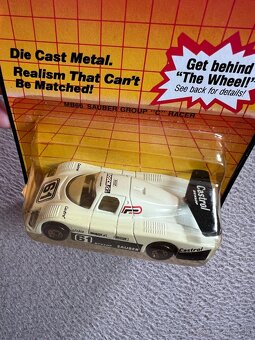 Die Cast Metal.
Realism That Can't
Be Matched!
Get behind
"The Wheel!"
See back for details!
MB66 SAUBER GROUP "C" RACER
Castrol
61
61
SAUBER
Castrol